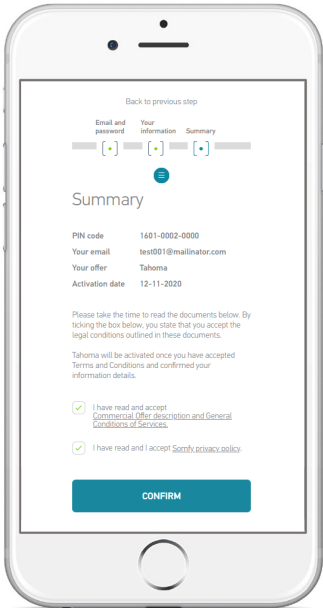 Back to previous step
Email and password
Your information
Summary
Summary
PIN code 1601-0002-0000
Your email test001@mailinator.com
Your offer Tahoma
Activation date 12-11-2020
Please take the time to read the documents below. By
ticking the box below, you state that you accept the
legal conditions outlined in these documents.
Tahoma will be activated once you have accepted
Terms and Conditions and confirmed your
information details.
I have read and accept
Commercial Offer description and General
Conditions of Services.
I have read and I accept Somfy privacy policy.
CONFIRM